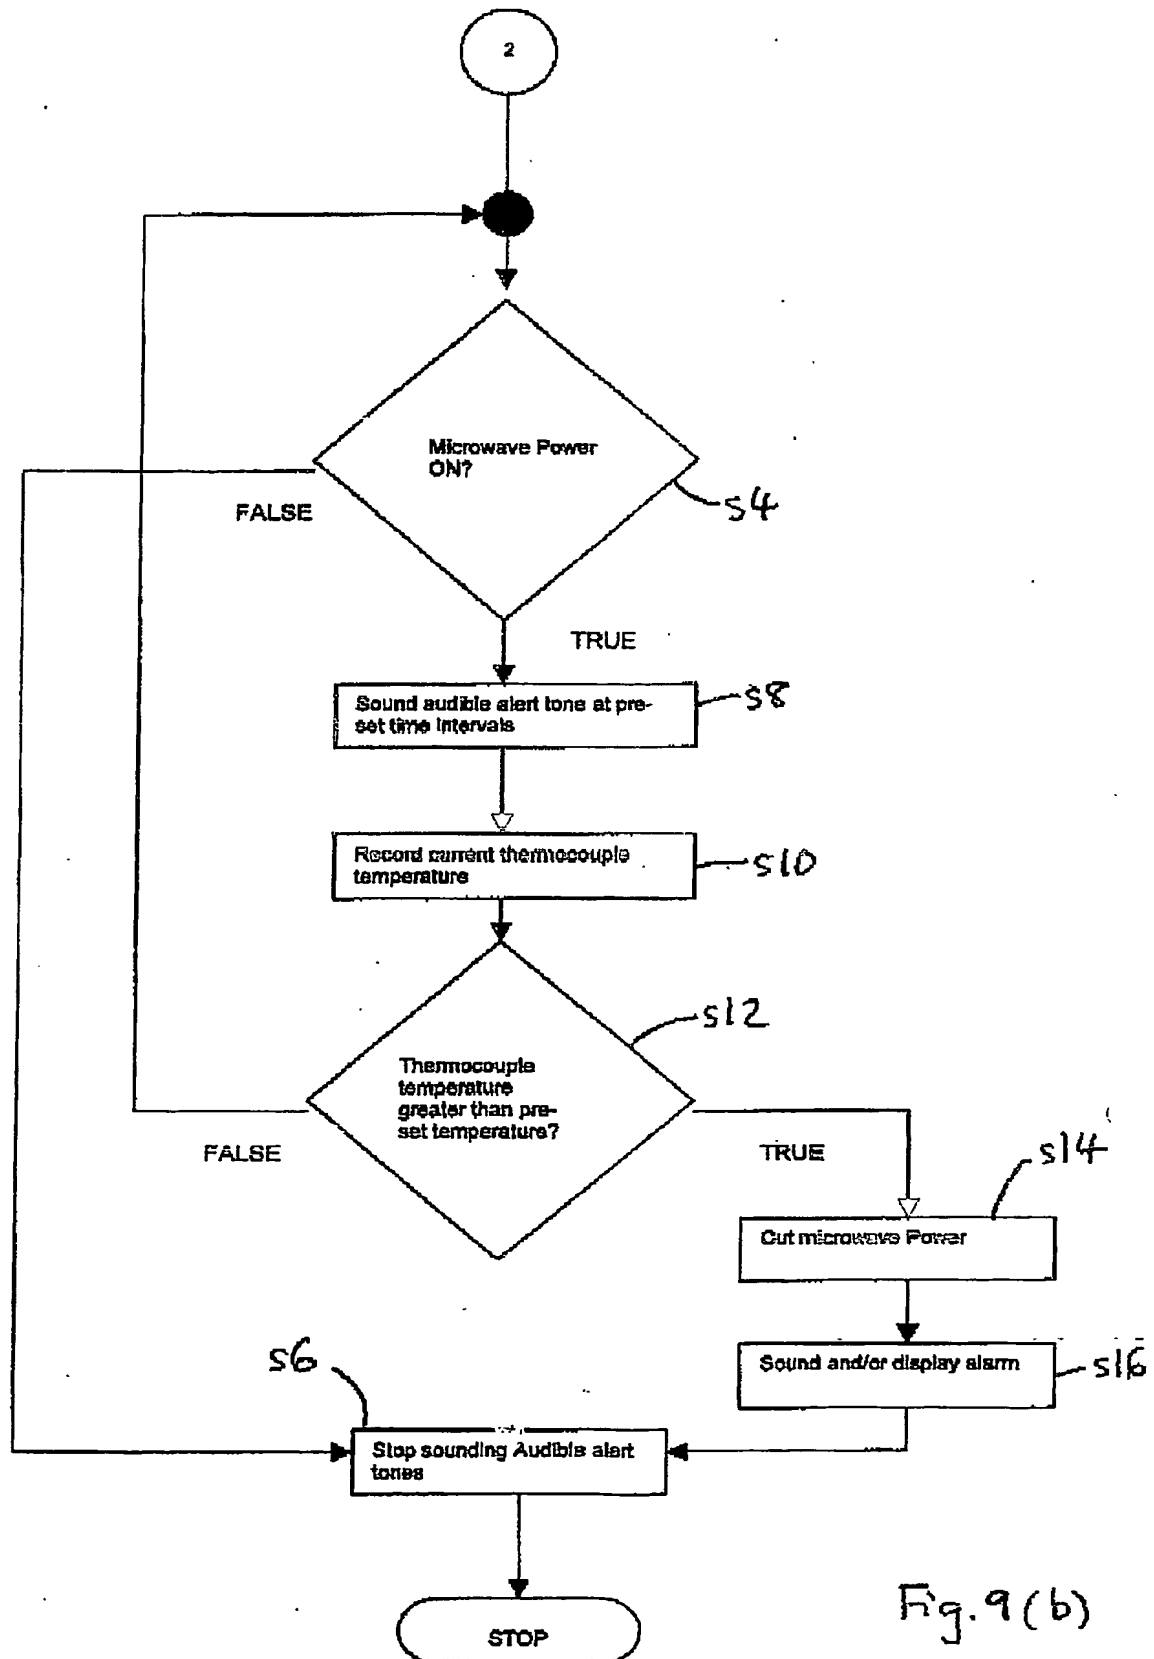 2
Microwave Power
ON?
FALSE
s4
TRUE
Sound audible alert tone at pre-
set time intervals
s8
Record current thermocouple
temperature
s10
s12
Thermocouple
temperature
greater than pre-
set temperature?
FALSE
TRUE
s14
Cut microwave Power
s6
Sound and/or display alarm
s16
Stop sounding Audible alert
tones
STOP
Fig. 9 (b)